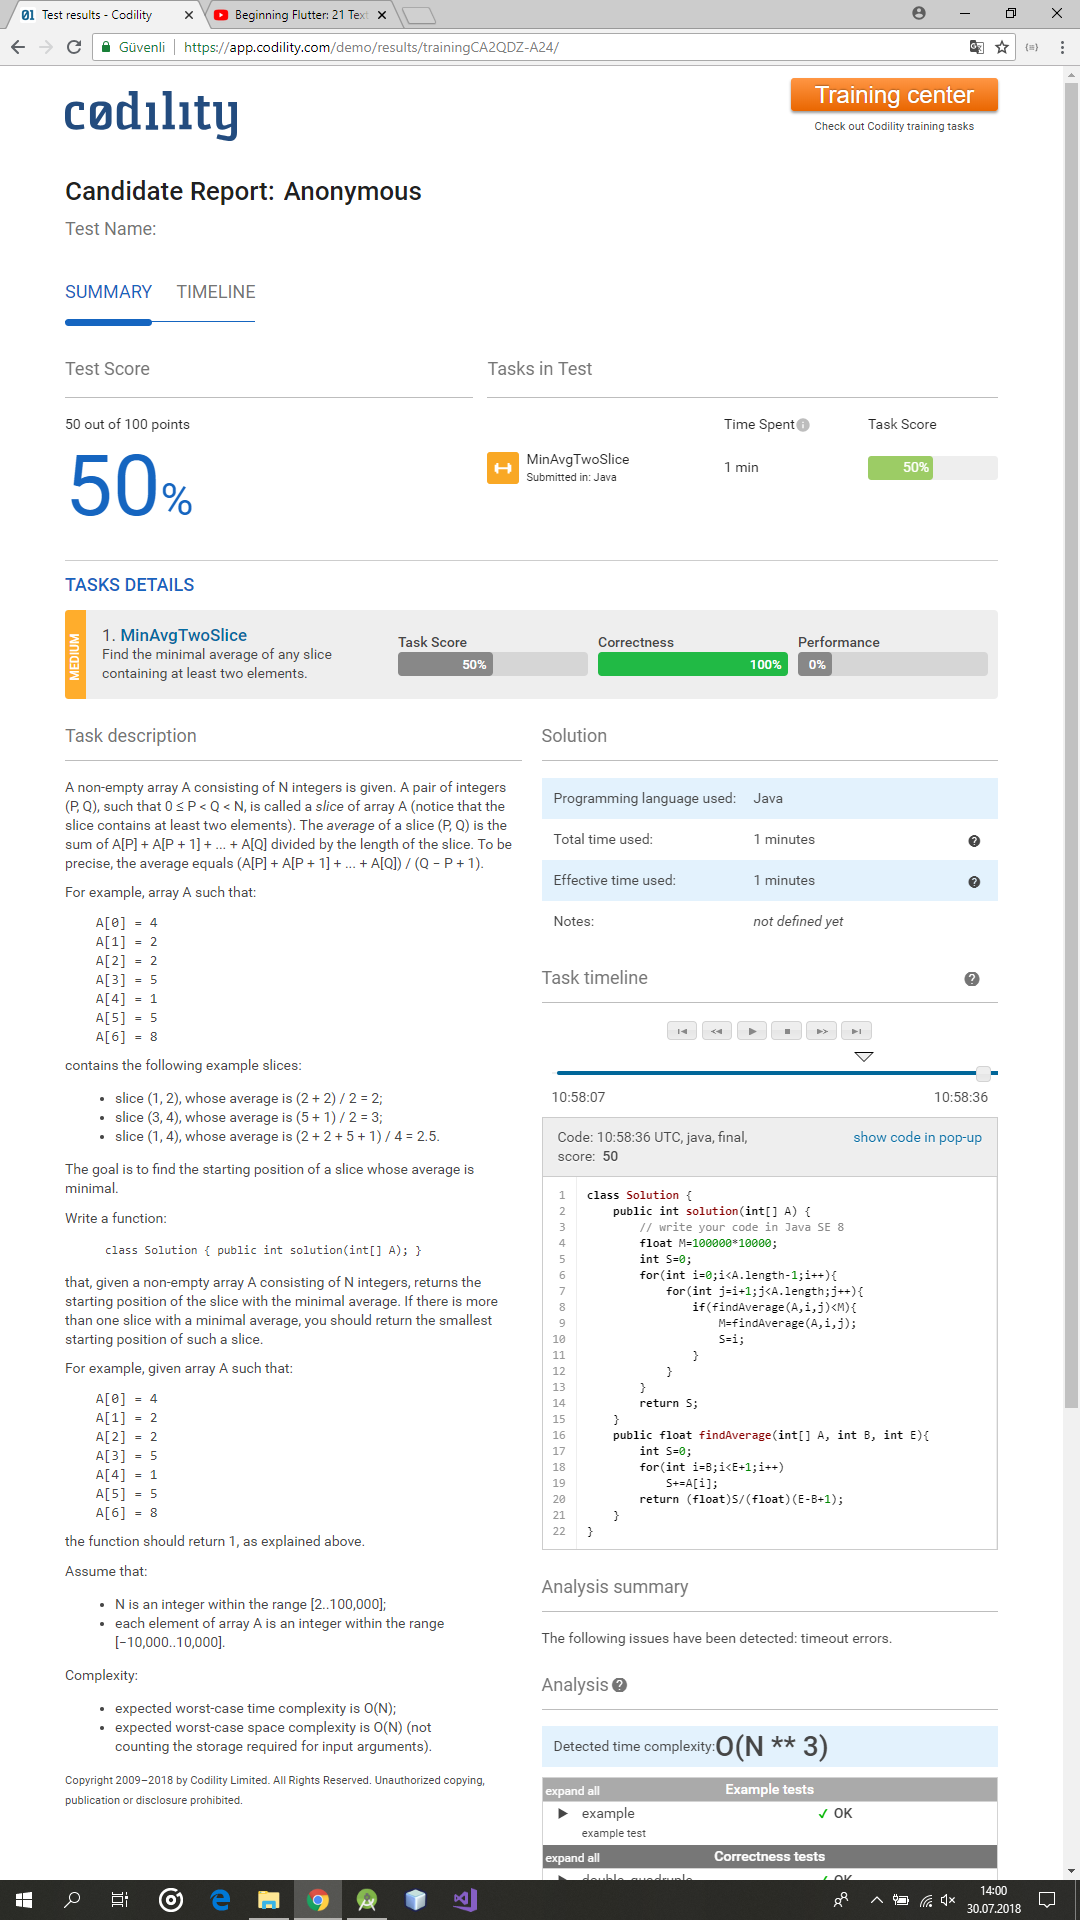 Test results - Codility
Beginning Flutter: 21 Text
Güvenli
https://app.codility.com/demo/results/trainingCA2QDZ-A24/
codility
Training center
Check out Codility training tasks
Candidate Report: Anonymous
Test Name:
SUMMARY TIMELINE
Test Score
50 out of 100 points
50%
Tasks in Test
Time Spent
Task Score
MinAvgTwoSlice
Submitted in: Java
1 min
50%
TASKS DETAILS
MEDIUM
1. MinAvgTwoSlice
Find the minimal average of any slice
containing at least two elements.
Task Score
50%
Correctness
100%
Performance
0%
Task description
A non-empty array A consisting of N integers is given. A pair of integers
(P, Q), such that 0 ≤ P < Q < N, is called a slice of array A (notice that the
slice contains at least two elements). The average of a slice (P, Q) is the
sum of A[P] + A[P + 1] + ... + A[Q] divided by the length of the slice. To be
precise, the average equals (A[P] + A[P + 1] + ... + A[Q]) / (Q − P + 1).
For example, array A such that:
A[0] = 4
A[1] = 2
A[2] = 2
A[3] = 5
A[4] = 1
A[5] = 5
A[6] = 8
contains the following example slices:
• slice (1, 2), whose average is (2 + 2) / 2 = 2;
• slice (3, 4), whose average is (5 + 1) / 2 = 3;
• slice (1, 4), whose average is (2 + 2 + 5 + 1) / 4 = 2.5.
The goal is to find the starting position of a slice whose average is
minimal.
Write a function:
class Solution { public int solution(int[] A); }
that, given a non-empty array A consisting of N integers, returns the
starting position of the slice with the minimal average. If there is more
than one slice with a minimal average, you should return the smallest
starting position of such a slice.
For example, given array A such that:
A[0] = 4
A[1] = 2
A[2] = 2
A[3] = 5
A[4] = 1
A[5] = 5
A[6] = 8
the function should return 1, as explained above.
Assume that:
• N is an integer within the range [2..100,000];
• each element of array A is an integer within the range
[−10,000..10,000].
Complexity:
• expected worst-case time complexity is O(N);
• expected worst-case space complexity is O(N) (not
counting the storage required for input arguments).
Copyright 2009–2018 by Codility Limited. All Rights Reserved. Unauthorized copying,
publication or disclosure prohibited.
Solution
Programming language used: Java
Total time used: 1 minutes
Effective time used: 1 minutes
Notes: not defined yet
Task timeline
10:58:07
10:58:36
Code: 10:58:36 UTC, java, final,
score: 50
show code in pop-up
1 class Solution {
2 public int solution(int[] A) {
3 // write your code in Java SE 8
4 float M=100000*10000;
5 int S=0;
6 for(int i=0;i<A.length-1;i++){
7 for(int j=i+1;j<A.length;j++){
8 if(findAverage(A,i,j)<M){
9 M=findAverage(A,i,j);
10 S=i;
11 }
12 }
13 }
14 return S;
15 }
16 public float findAverage(int[] A, int B, int E){
17 int S=0;
18 for(int i=B;i<E+1;i++)
19 S+=A[i];
20 return (float)S/(float)(E-B+1);
21 }
22 }
Analysis summary
The following issues have been detected: timeout errors.
Analysis
Detected time complexity: O(N ** 3)
expand all Example tests
example
✓ OK
example test
expand all Correctness tests
double_quadruple
✓ OK
14:00
30.07.2018